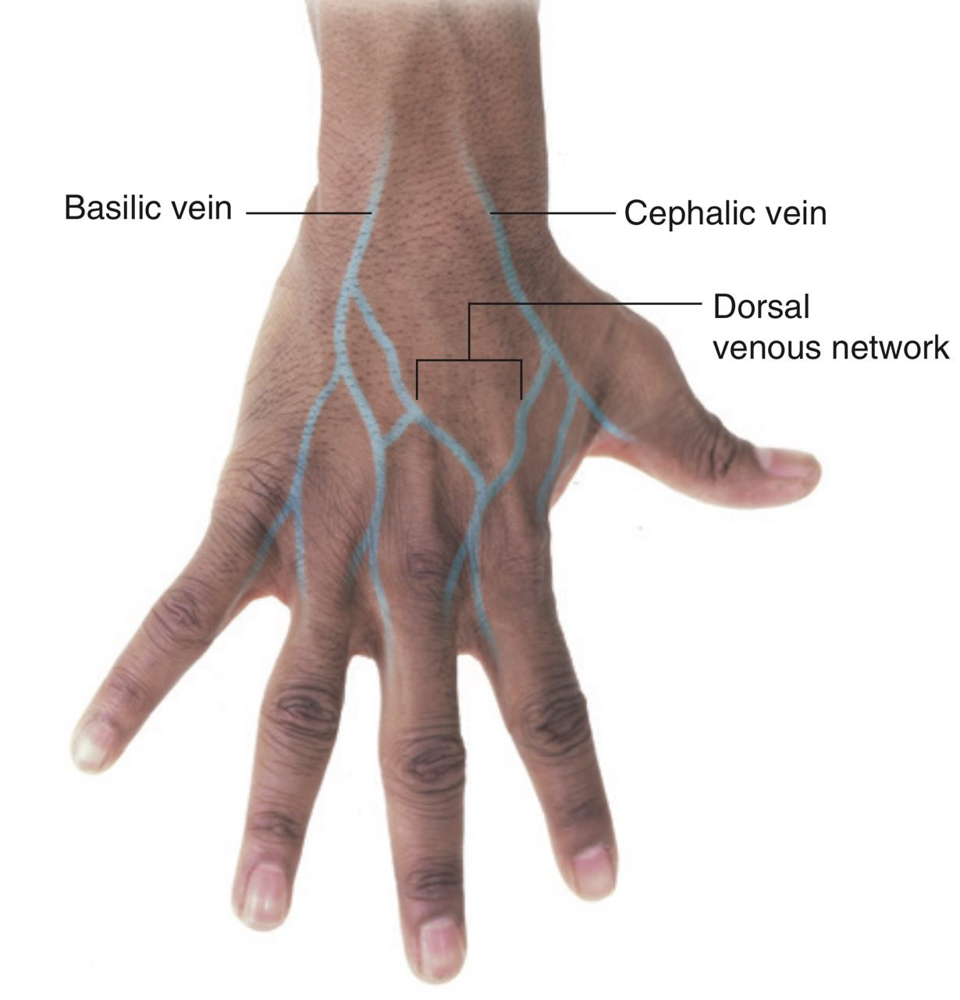 Basilic vein
Cephalic vein
Dorsal
venous network